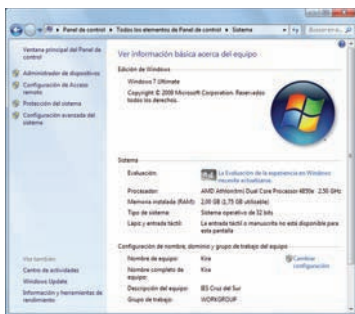 Panel de control ▸ Todos los elementos de Panel de control ▸ Sistema
Ventana principal del Panel de
control
Administrador de dispositivos
Configuración de Acceso
remoto
Protección del sistema
Configuración avanzada del
sistema
Vea también
Centro de actividades
Windows Update
Información y herramientas de
rendimiento
Ver información básica acerca del equipo
Edición de Windows
Windows 7 Ultimate
Copyright © 2009 Microsoft Corporation. Reservados
todos los derechos.
Sistema
Evaluación: La Evaluación de la experiencia en Windows
necesita actualizarse.
Procesador: AMD Athlon(tm) Dual Core Processor 4850e 2.50 GHz
Memoria instalada (RAM): 2,00 GB (1,75 GB utilizable)
Tipo de sistema: Sistema operativo de 32 bits
Lápiz y entrada táctil: La entrada táctil o manuscrita no está disponible para
esta pantalla
Configuración de nombre, dominio y grupo de trabajo del equipo
Nombre de equipo: Kira Cambiar
configuración
Nombre completo de Kira
equipo:
Descripción del equipo: IES Cruz del Sur
Grupo de trabajo: WORKGROUP